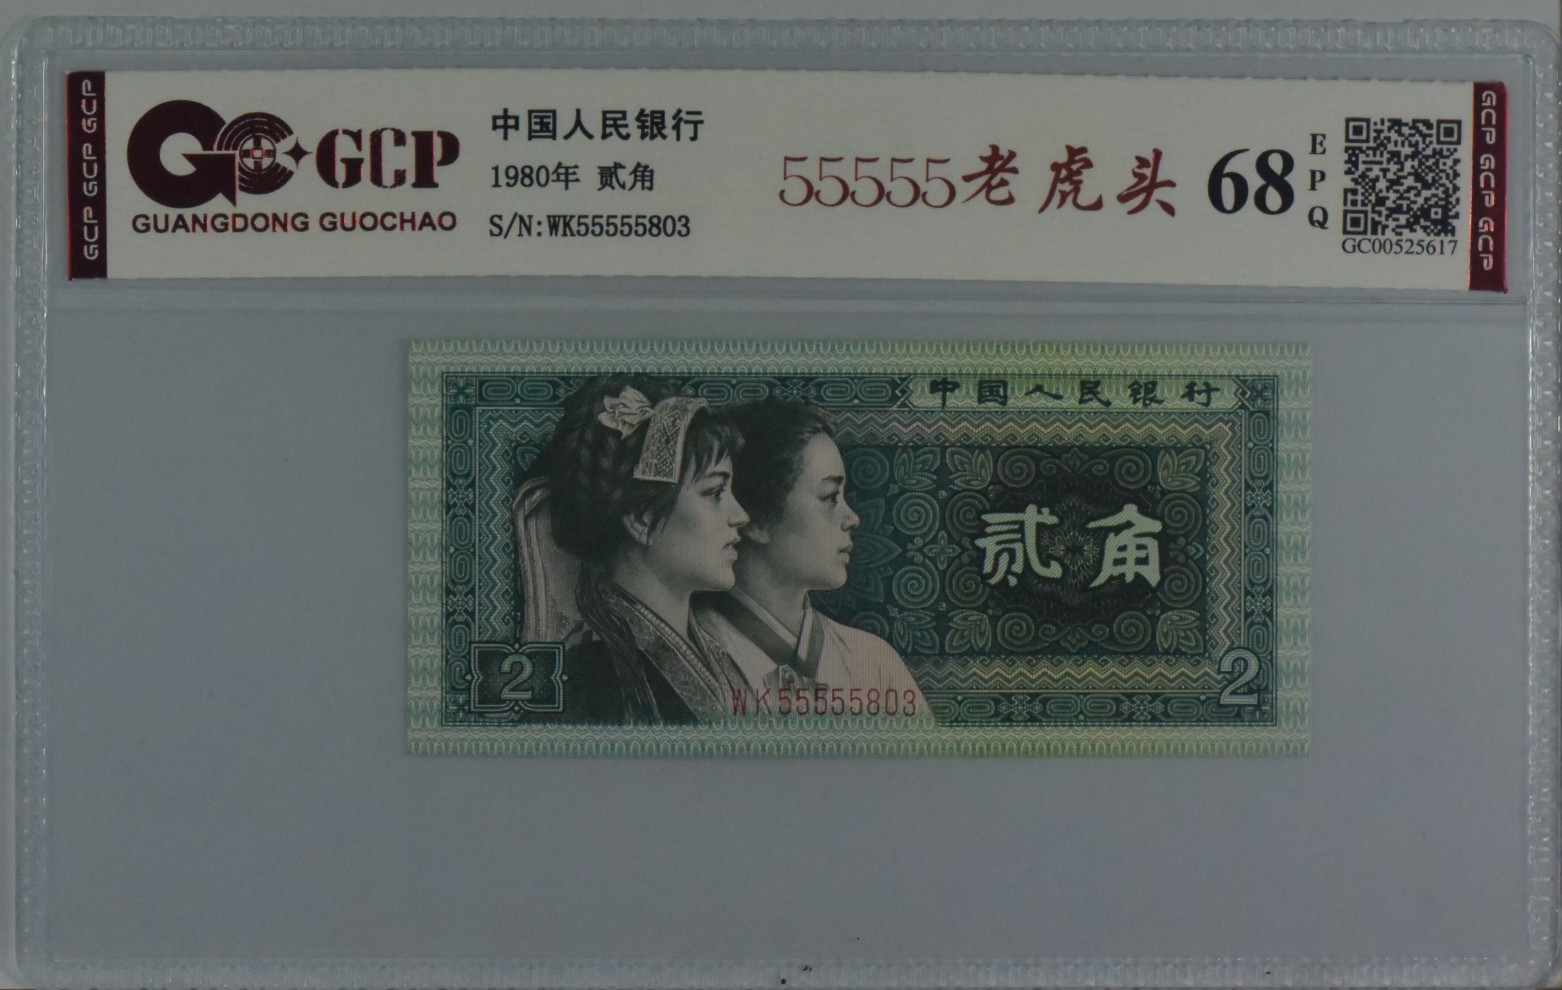 GCP GCP GCP
GCP
GUANGDONG GUOCHAO
中国人民银行
1980年 贰角
S/N:WK55555803
55555老虎头
68
EPQ
GC00525617
GCP GCP GCP
中国人民银行
贰角
2
2
WK55555803